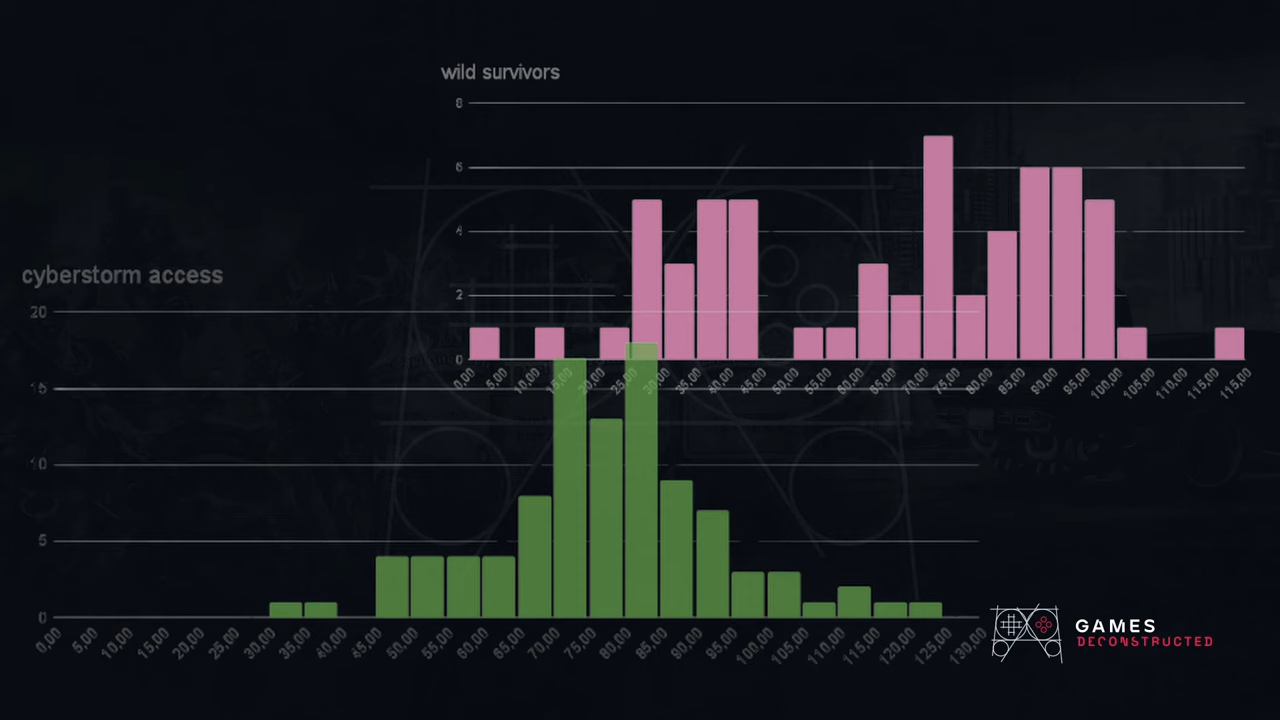 wild survivors
8
6
4
2
0
0,00 5,00 10,00 15,00 20,00 25,00 30,00 35,00 40,00 45,00 50,00 55,00 60,00 65,00 70,00 75,00 80,00 85,00 90,00 95,00 100,00 105,00 110,00 115,00 115,00
cyberstorm access
20
15
10
5
0
0,00 5,00 10,00 15,00 20,00 25,00 30,00 35,00 40,00 45,00 50,00 55,00 60,00 65,00 70,00 75,00 80,00 85,00 90,00 95,00 100,00 105,00 110,00 115,00 120,00 125,00 130,00
GAMES
DECONSTRUCTED